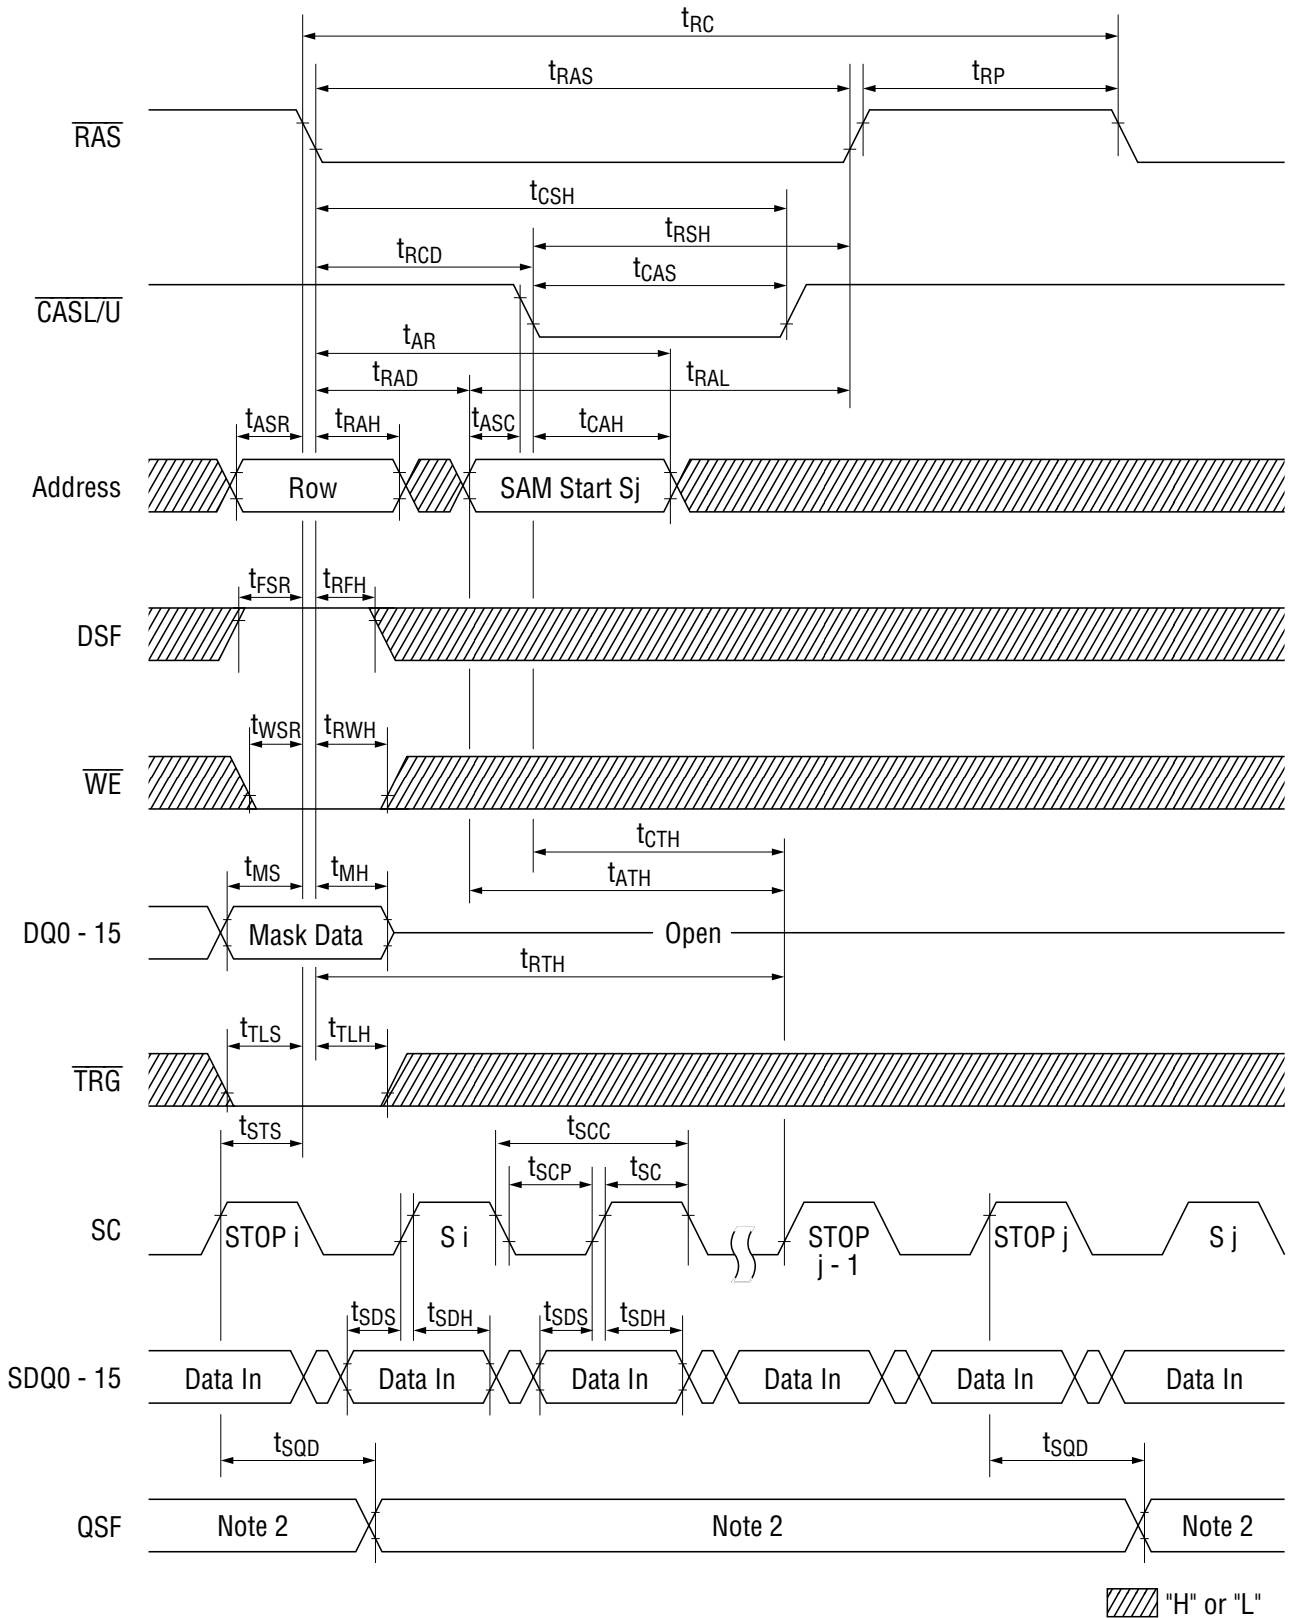 tRC
tRAS
tRP
RAS
tCSH
tRSH
tRCD
tCAS
CASL/U
tAR
tRAD
tRAL
tASR
tRAH
tASC
tCAH
Address
Row
SAM Start Sj
tFSR
tRFH
DSF
tWSR
tRWH
WE
tCTH
tMS
tMH
tATH
DQ0 - 15
Mask Data
Open
tRTH
tTLS
tTLH
TRG
tSTS
tSCC
tSCP
tSC
SC
STOP i
S i
STOP
j - 1
STOP j
S j
tSDS
tSDH
tSDS
tSDH
SDQ0 - 15
Data In
Data In
Data In
Data In
Data In
Data In
tSQD
tSQD
QSF
Note 2
Note 2
Note 2
"H" or "L"